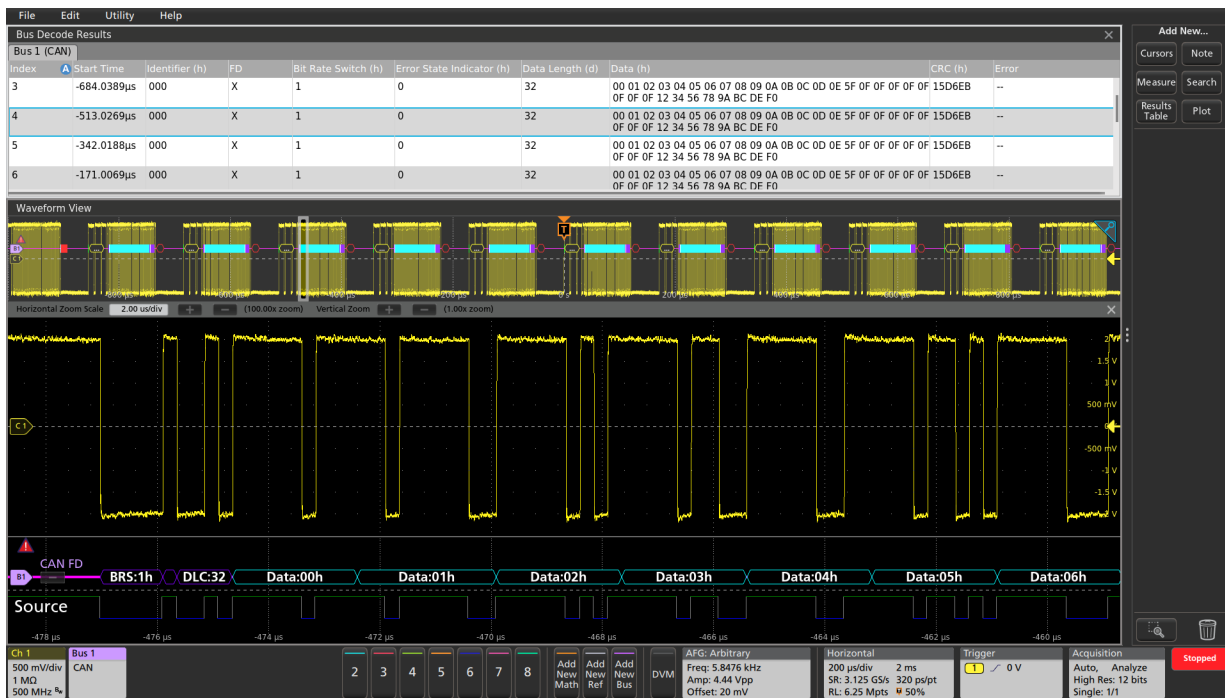 File Edit Utility Help
Bus Decode Results
Bus 1 (CAN)
Index A Start Time Identifier (h) FD Bit Rate Switch (h) Error State Indicator (h) Data Length (d) Data (h) CRC (h) Error
3 -684.0389µs 000 X 1 0 32 00 01 02 03 04 05 06 07 08 09 0A 0B 0C 0D 0E 5F 0F 0F 0F 0F 0F 15D6EB --
0F 0F 0F 12 34 56 78 9A BC DE F0
4 -513.0269µs 000 X 1 0 32 00 01 02 03 04 05 06 07 08 09 0A 0B 0C 0D 0E 5F 0F 0F 0F 0F 0F 15D6EB --
0F 0F 0F 12 34 56 78 9A BC DE F0
5 -342.0188µs 000 X 1 0 32 00 01 02 03 04 05 06 07 08 09 0A 0B 0C 0D 0E 5F 0F 0F 0F 0F 0F 15D6EB --
0F 0F 0F 12 34 56 78 9A BC DE F0
6 -171.0069µs 000 X 1 0 32 00 01 02 03 04 05 06 07 08 09 0A 0B 0C 0D 0E 5F 0F 0F 0F 0F 0F 15D6EB --
0F 0F 0F 12 34 56 78 9A BC DE F0
Add New...
Cursors Note
Measure Search
Results Table Plot
Waveform View
T
B1
C1
0 s
Horizontal Zoom Scale 2.00 us/div + - (100.00x zoom) Vertical Zoom + - (1.00x zoom)
2 V
1.5 V
1 V
500 mV
C 1
-500 mV
-1 V
-1.5 V
CAN FD
B1 BRS:1h DLC:32 Data:00h Data:01h Data:02h Data:03h Data:04h Data:05h Data:06h
Source
-478 µs -476 µs -474 µs -472 µs -470 µs -468 µs -466 µs -464 µs -462 µs -460 µs
Ch 1
500 mV/div
1 MΩ
500 MHz Bw
Bus 1
CAN
2 3 4 5 6 7 8
Add New Math
Add New Ref
Add New Bus
DVM
AFG: Arbitrary
Freq: 5.8476 kHz
Amp: 4.44 Vpp
Offset: 20 mV
Horizontal
200 µs/div 2 ms
SR: 3.125 GS/s 320 ps/pt
RL: 6.25 Mpts 50%
Trigger
1 0 V
Acquisition
Auto, Analyze
High Res: 12 bits
Single: 1/1
Stopped